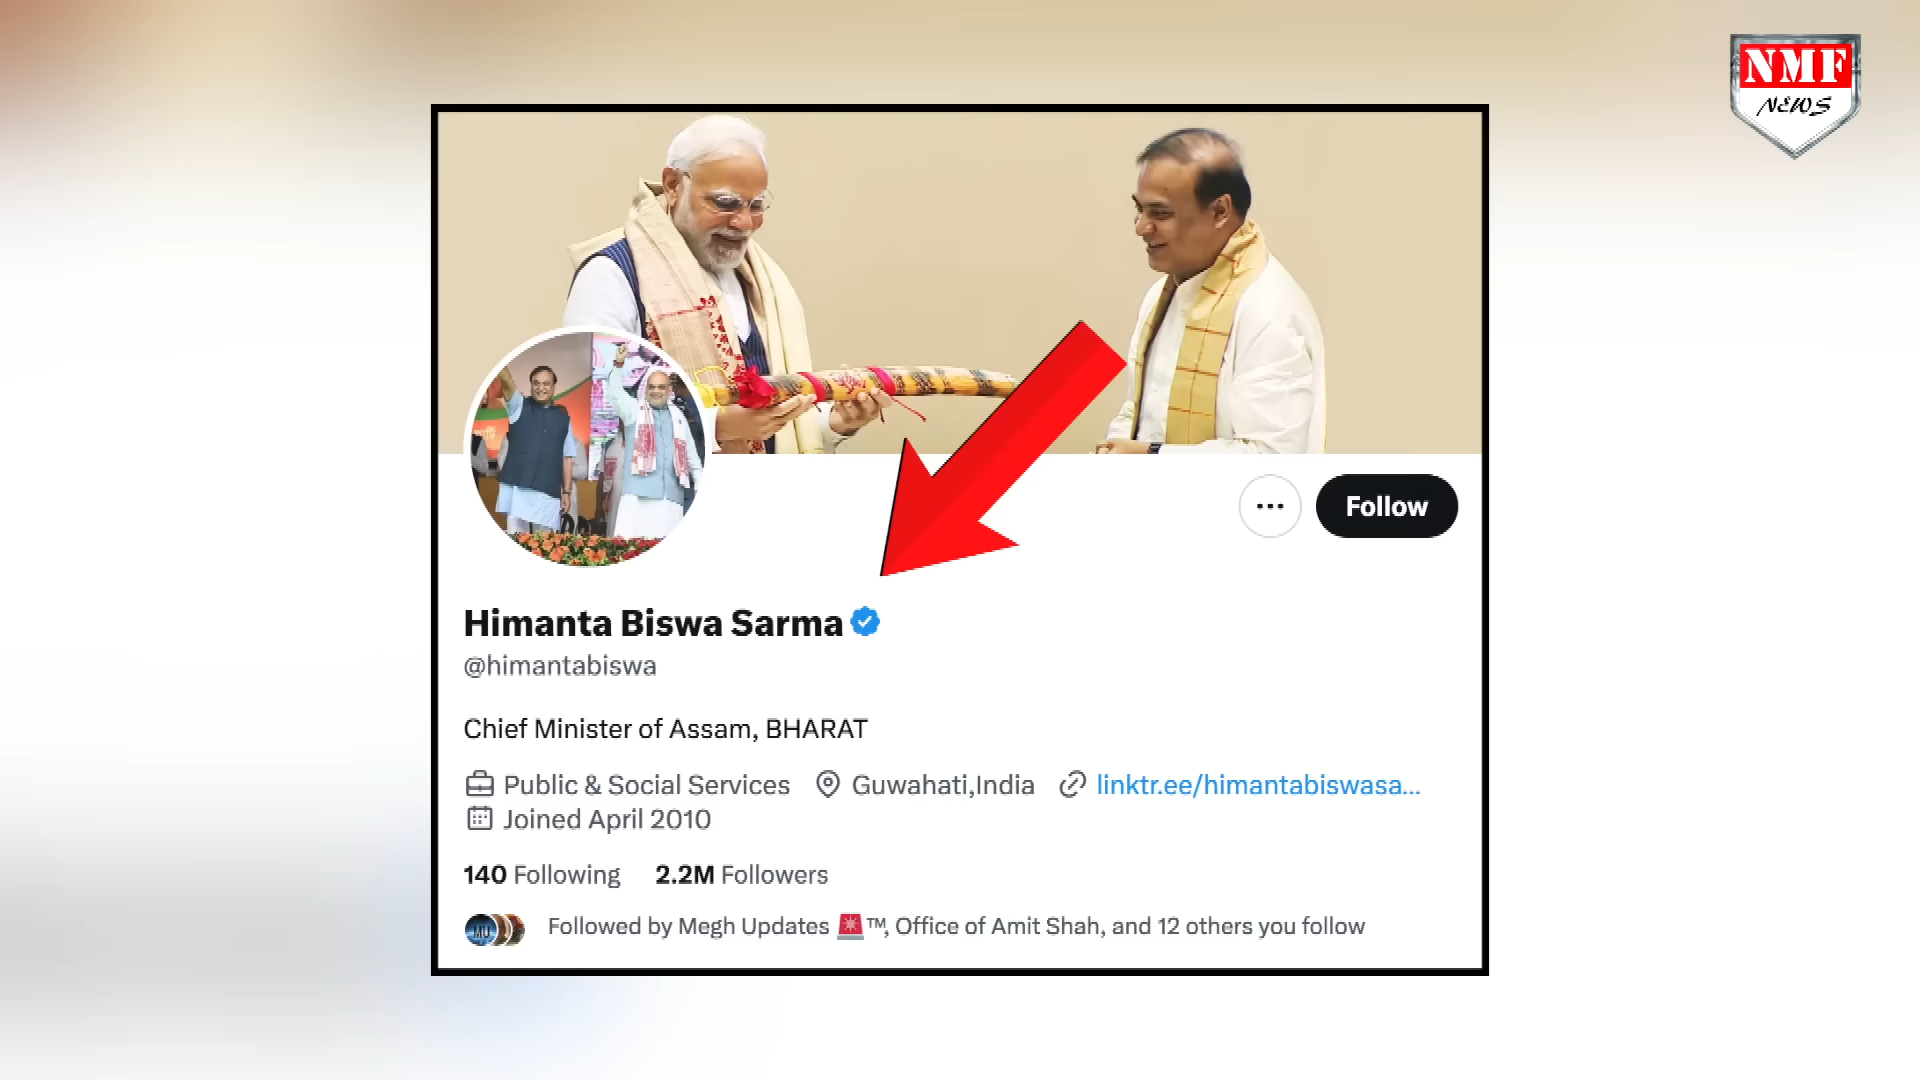 NMF
NEWS
Follow
Himanta Biswa Sarma
@himantabiswa
Chief Minister of Assam, BHARAT
Public & Social Services Guwahati,India linktr.ee/himantabiswasa...
Joined April 2010
140 Following 2.2M Followers
MU
Followed by Megh Updates 🚨™, Office of Amit Shah, and 12 others you follow